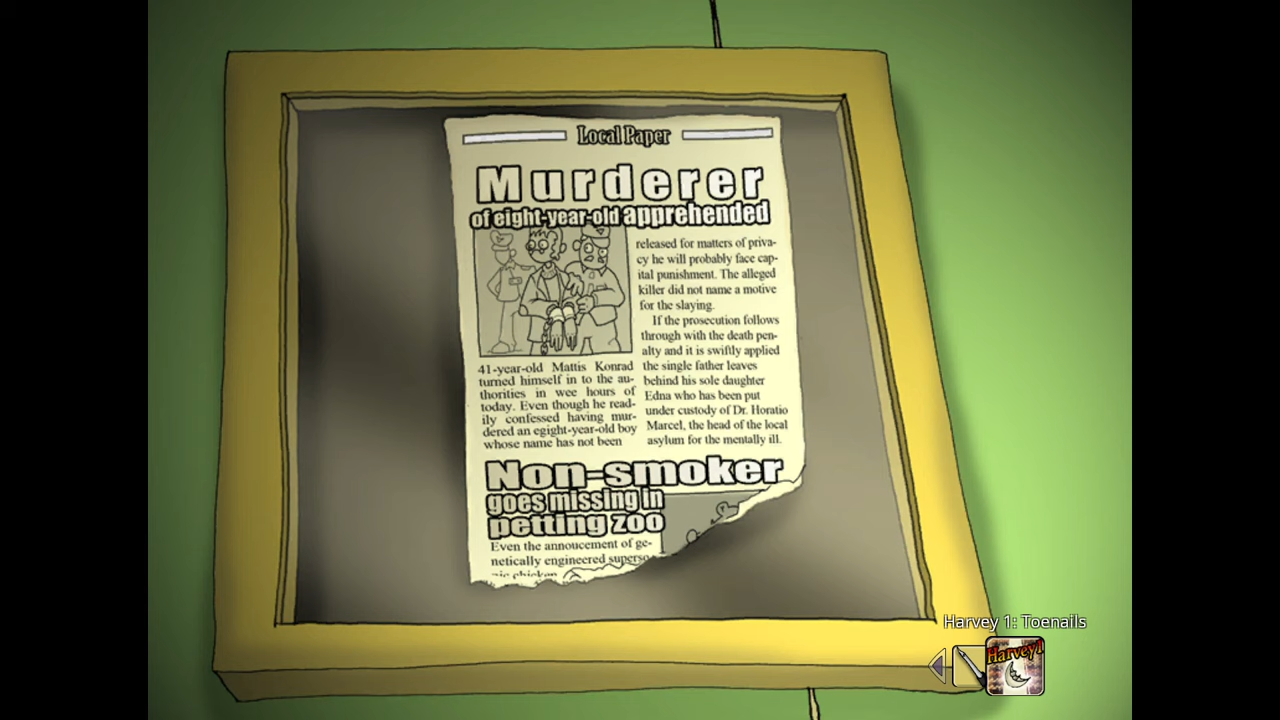 Local Paper
Murderer
of eight-year-old apprehended
41-year-old Mattis Konrad
turned himself in to the au-
thorities in wee hours of
today. Even though he read-
ily confessed having mur-
dered an egight-year-old boy
whose name has not been
released for matters of priva-
cy he will probably face cap-
ital punishment. The alleged
killer did not name a motive
for the slaying.
If the prosecution follows
through with the death pen-
alty and it is swiftly applied
the single father leaves
behind his sole daughter
Edna who has been put
under custody of Dr. Horatio
Marcel, the head of the local
asylum for the mentally ill.
Non-smoker
goes missing in
petting zoo
Even the annoucement of ge-
netically engineered superso-
nic chicken
Harvey 1: Toenails
Harvey1